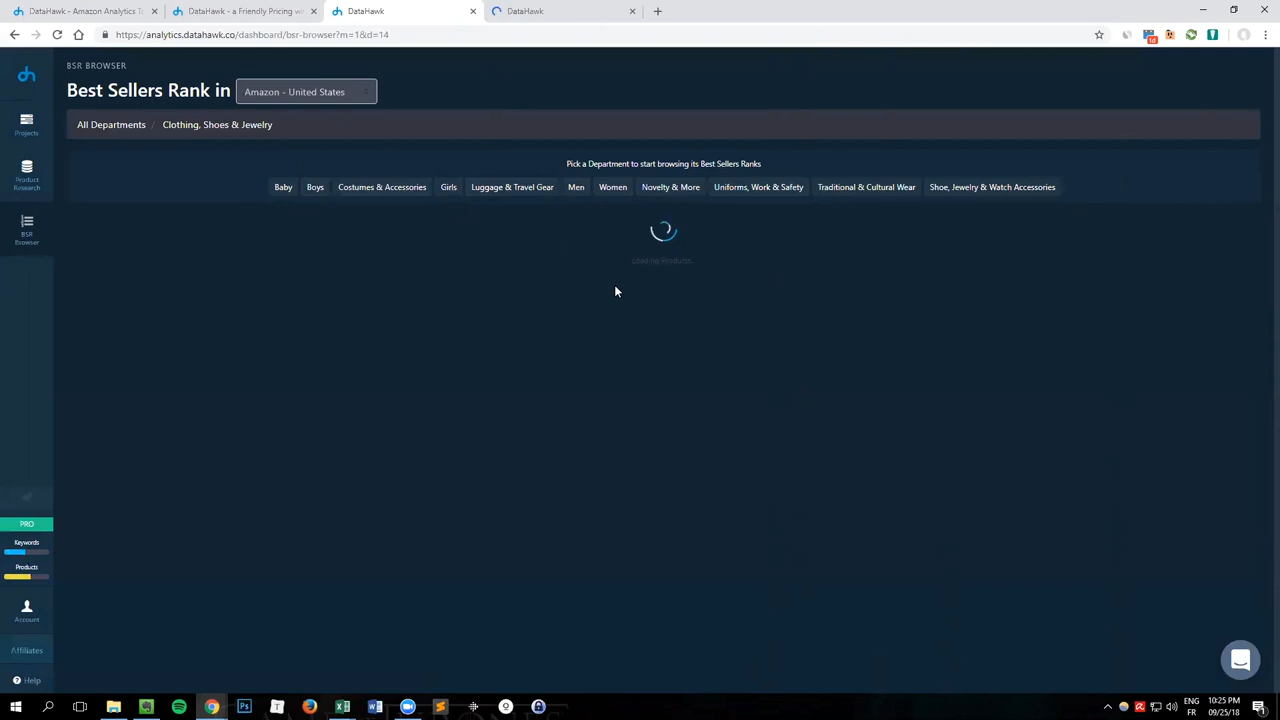 DataHawk - Amazon Analytics To
DataHawk - a Friendly Pricing wi
DataHawk
DataHawk
https://analytics.datahawk.co/dashboard/bsr-browser?m=1&d=14
1d
BSR BROWSER
Best Sellers Rank in
Amazon - United States
All Departments / Clothing, Shoes & Jewelry
Pick a Department to start browsing its Best Sellers Ranks
Baby
Boys
Costumes & Accessories
Girls
Luggage & Travel Gear
Men
Women
Novelty & More
Uniforms, Work & Safety
Traditional & Cultural Wear
Shoe, Jewelry & Watch Accessories
Loading Products.
Projects
Product
Research
BSR
Browser
PRO
Keywords
Products
Account
Affiliates
Help
ENG
FR
10:25 PM
09/25/18